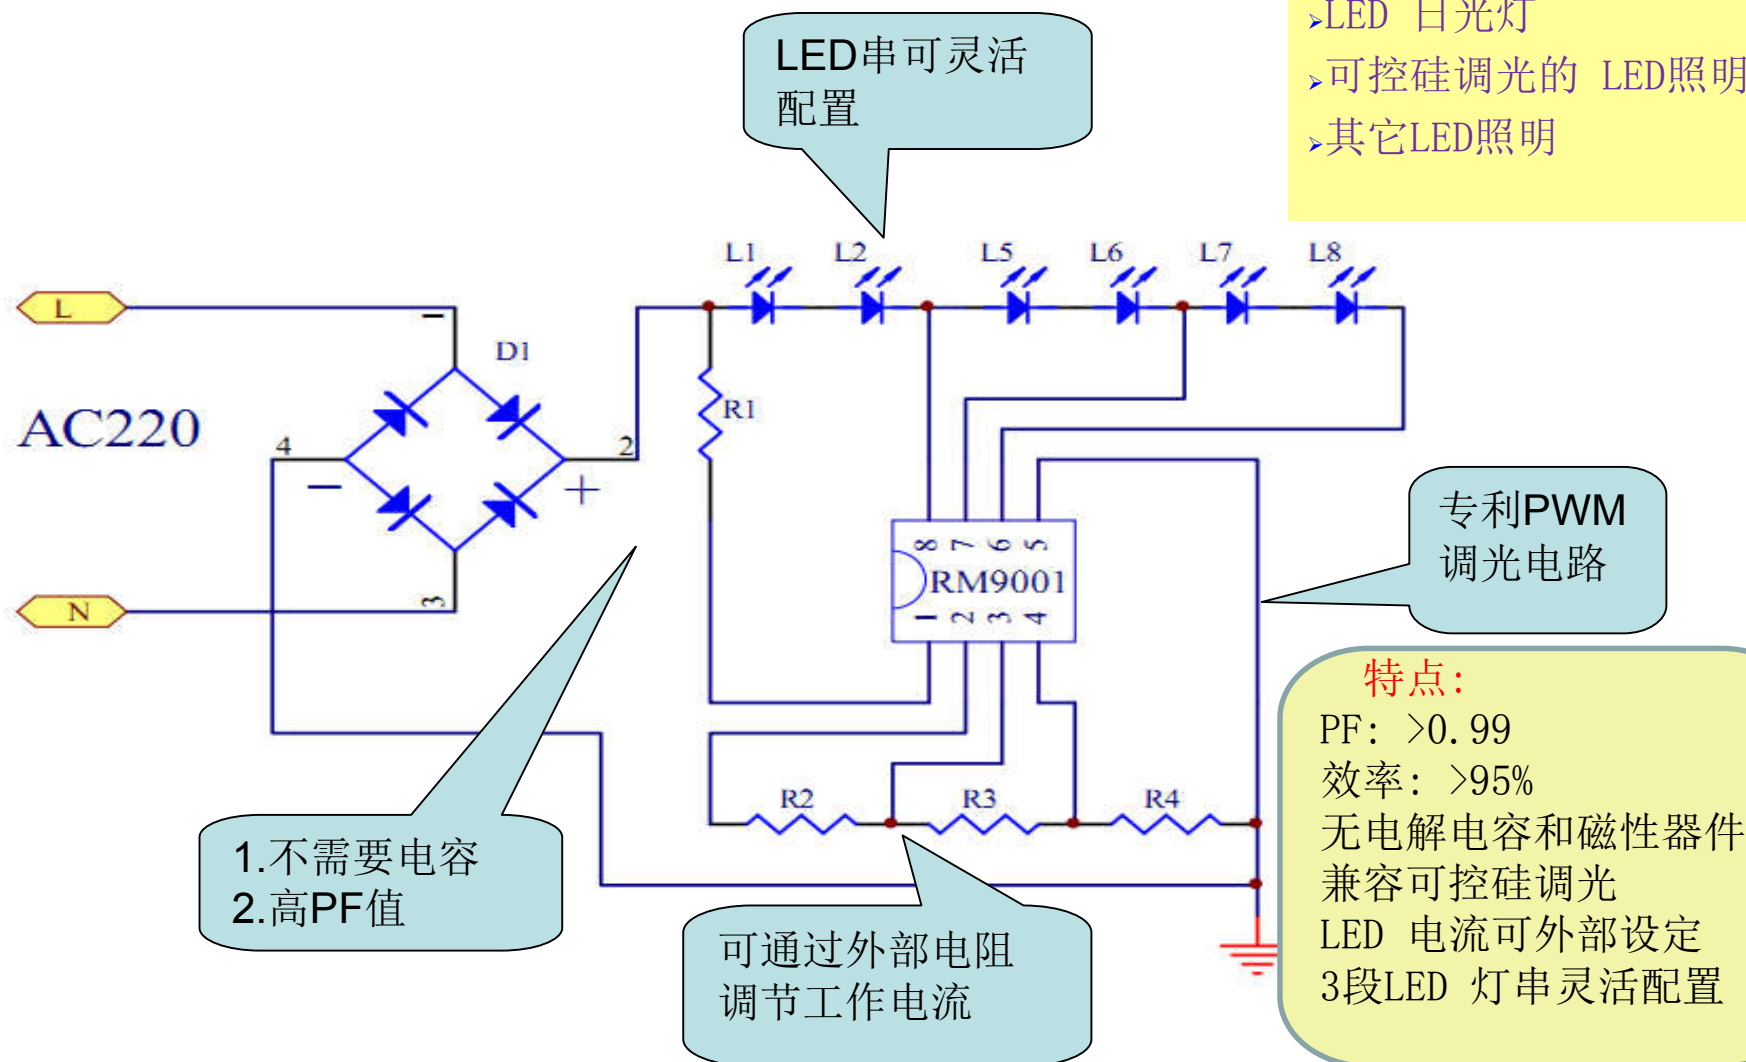 LED 日光灯
可控硅调光的 LED照明
其它LED照明
LED串可灵活
配置
L1
L2
L5
L6
L7
L8
L
1
D1
R1
AC220
4
2
−
+
3
N
8 7 6 5
RM9001
1 2 3 4
专利PWM
调光电路
R2
R3
R4
1.不需要电容
2.高PF值
可通过外部电阻
调节工作电流
特点:
PF: >0.99
效率: >95%
无电解电容和磁性器件
兼容可控硅调光
LED 电流可外部设定
3段LED 灯串灵活配置